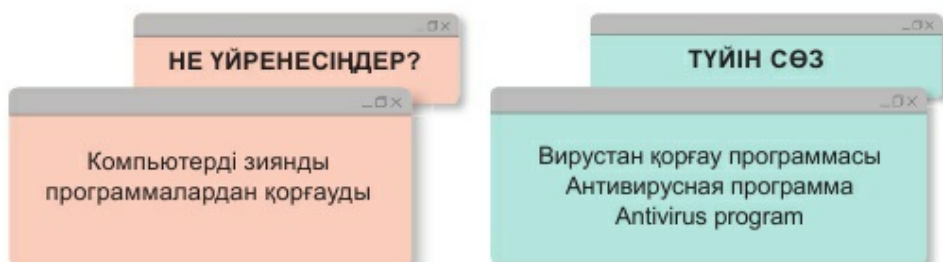 НЕ ҮЙРЕНЕСІҢДЕР?
Компьютерді зиянды
программалардан қорғауды
ТҮЙІН СӨЗ
Вирустан қорғау программасы
Антивирусная программа
Antivirus program